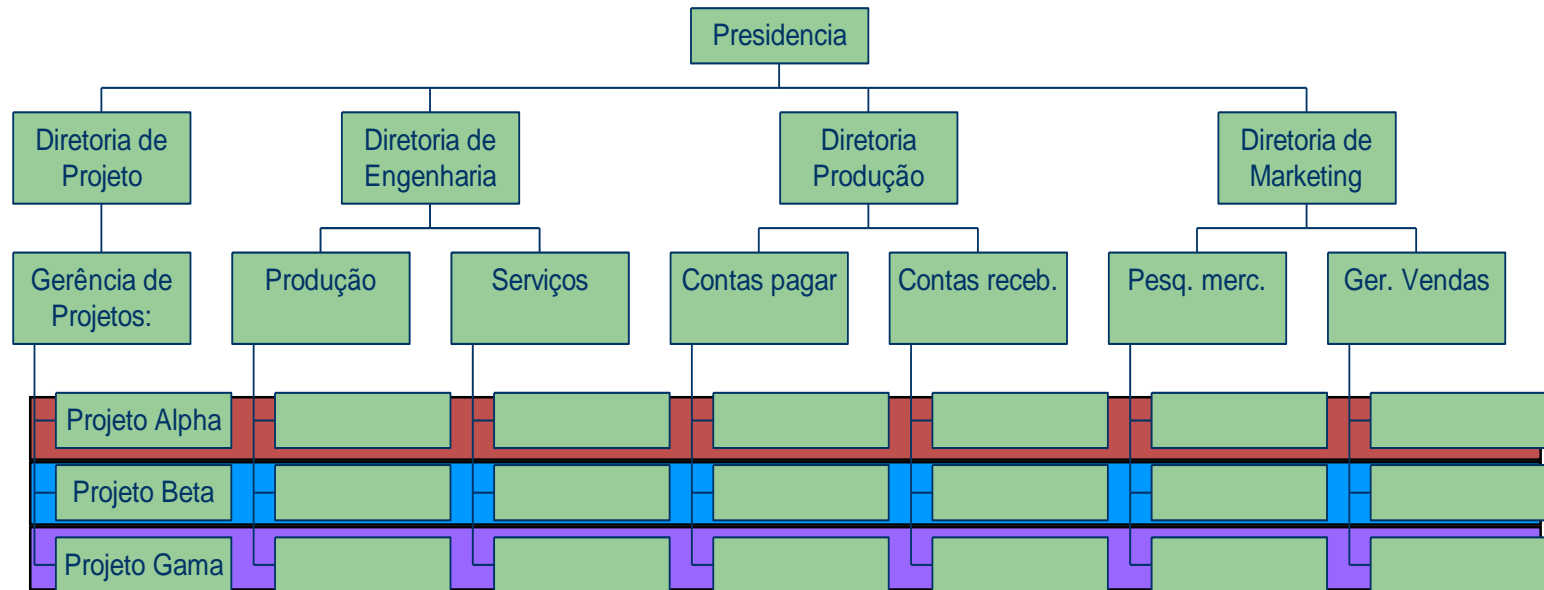 Presidencia
Diretoria de
Projeto
Diretoria de
Engenharia
Diretoria
Produção
Diretoria de
Marketing
Gerência de
Projetos:
Produção
Serviços
Contas pagar
Contas receb.
Pesq. merc.
Ger. Vendas
Projeto Alpha
Projeto Beta
Projeto Gama